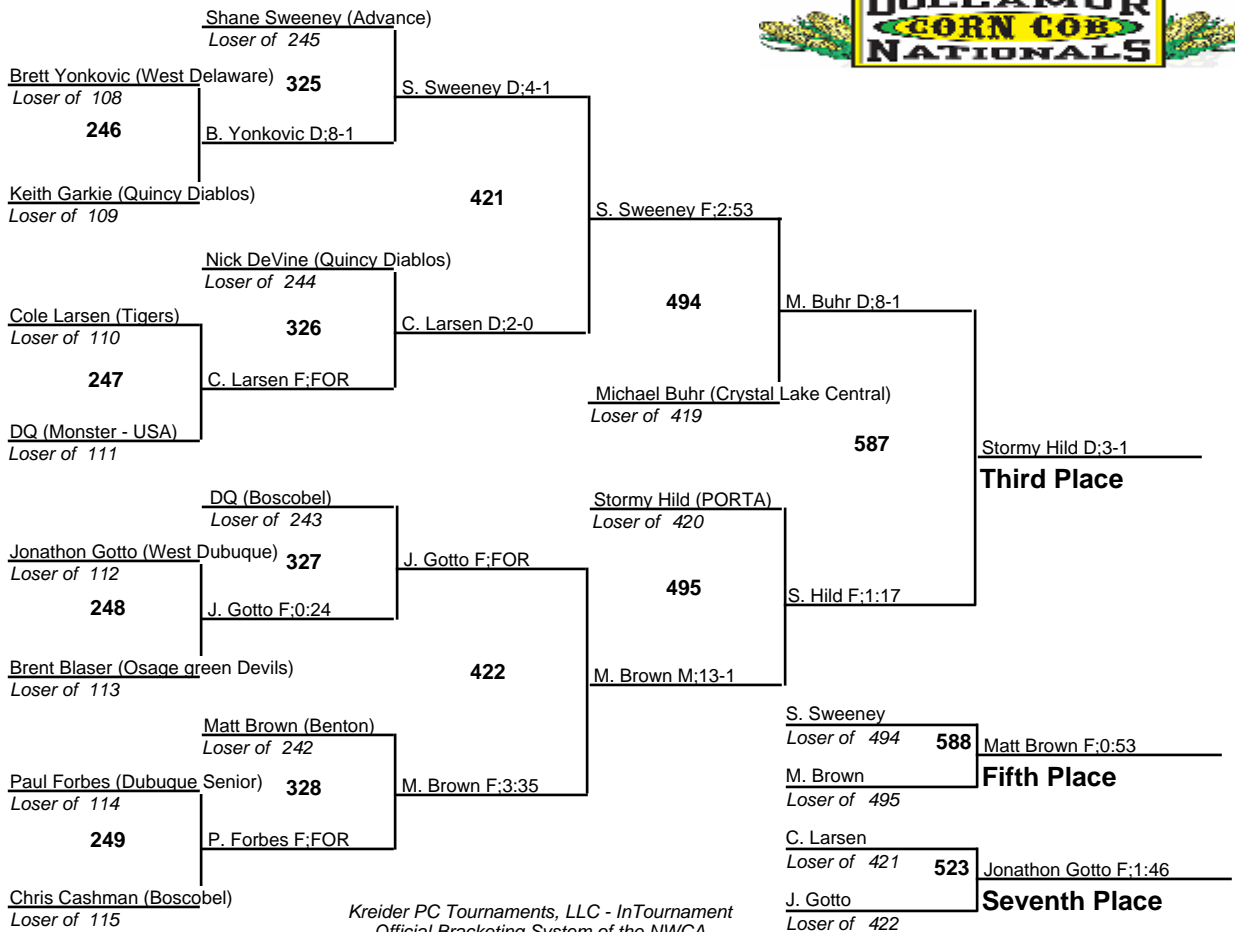 DOLLAMUR
CORN COB
NATIONALS
Shane Sweeney (Advance)
Loser of 245
Brett Yonkovic (West Delaware)
Loser of 108
325
S. Sweeney D;4-1
246
B. Yonkovic D;8-1
Keith Garkie (Quincy Diablos)
Loser of 109
421
S. Sweeney F;2:53
Nick DeVine (Quincy Diablos)
Loser of 244
Cole Larsen (Tigers)
Loser of 110
326
C. Larsen D;2-0
494
M. Buhr D;8-1
247
C. Larsen F;FOR
Michael Buhr (Crystal Lake Central)
Loser of 419
DQ (Monster - USA)
Loser of 111
587
Stormy Hild D;3-1
Third Place
DQ (Boscobel)
Loser of 243
Stormy Hild (PORTA)
Loser of 420
Jonathon Gotto (West Dubuque)
Loser of 112
327
J. Gotto F;FOR
495
S. Hild F;1:17
248
J. Gotto F;0:24
Brent Blaser (Osage green Devils)
Loser of 113
422
M. Brown M;13-1
Matt Brown (Benton)
Loser of 242
S. Sweeney
Loser of 494
588
Matt Brown F;0:53
Fifth Place
Paul Forbes (Dubuque Senior)
Loser of 114
328
M. Brown F;3:35
M. Brown
Loser of 495
249
P. Forbes F;FOR
C. Larsen
Loser of 421
523
Jonathon Gotto F;1:46
Seventh Place
Chris Cashman (Boscobel)
Loser of 115
J. Gotto
Loser of 422
Kreider PC Tournaments, LLC - InTournament
Official Bracketing System of the NWCA